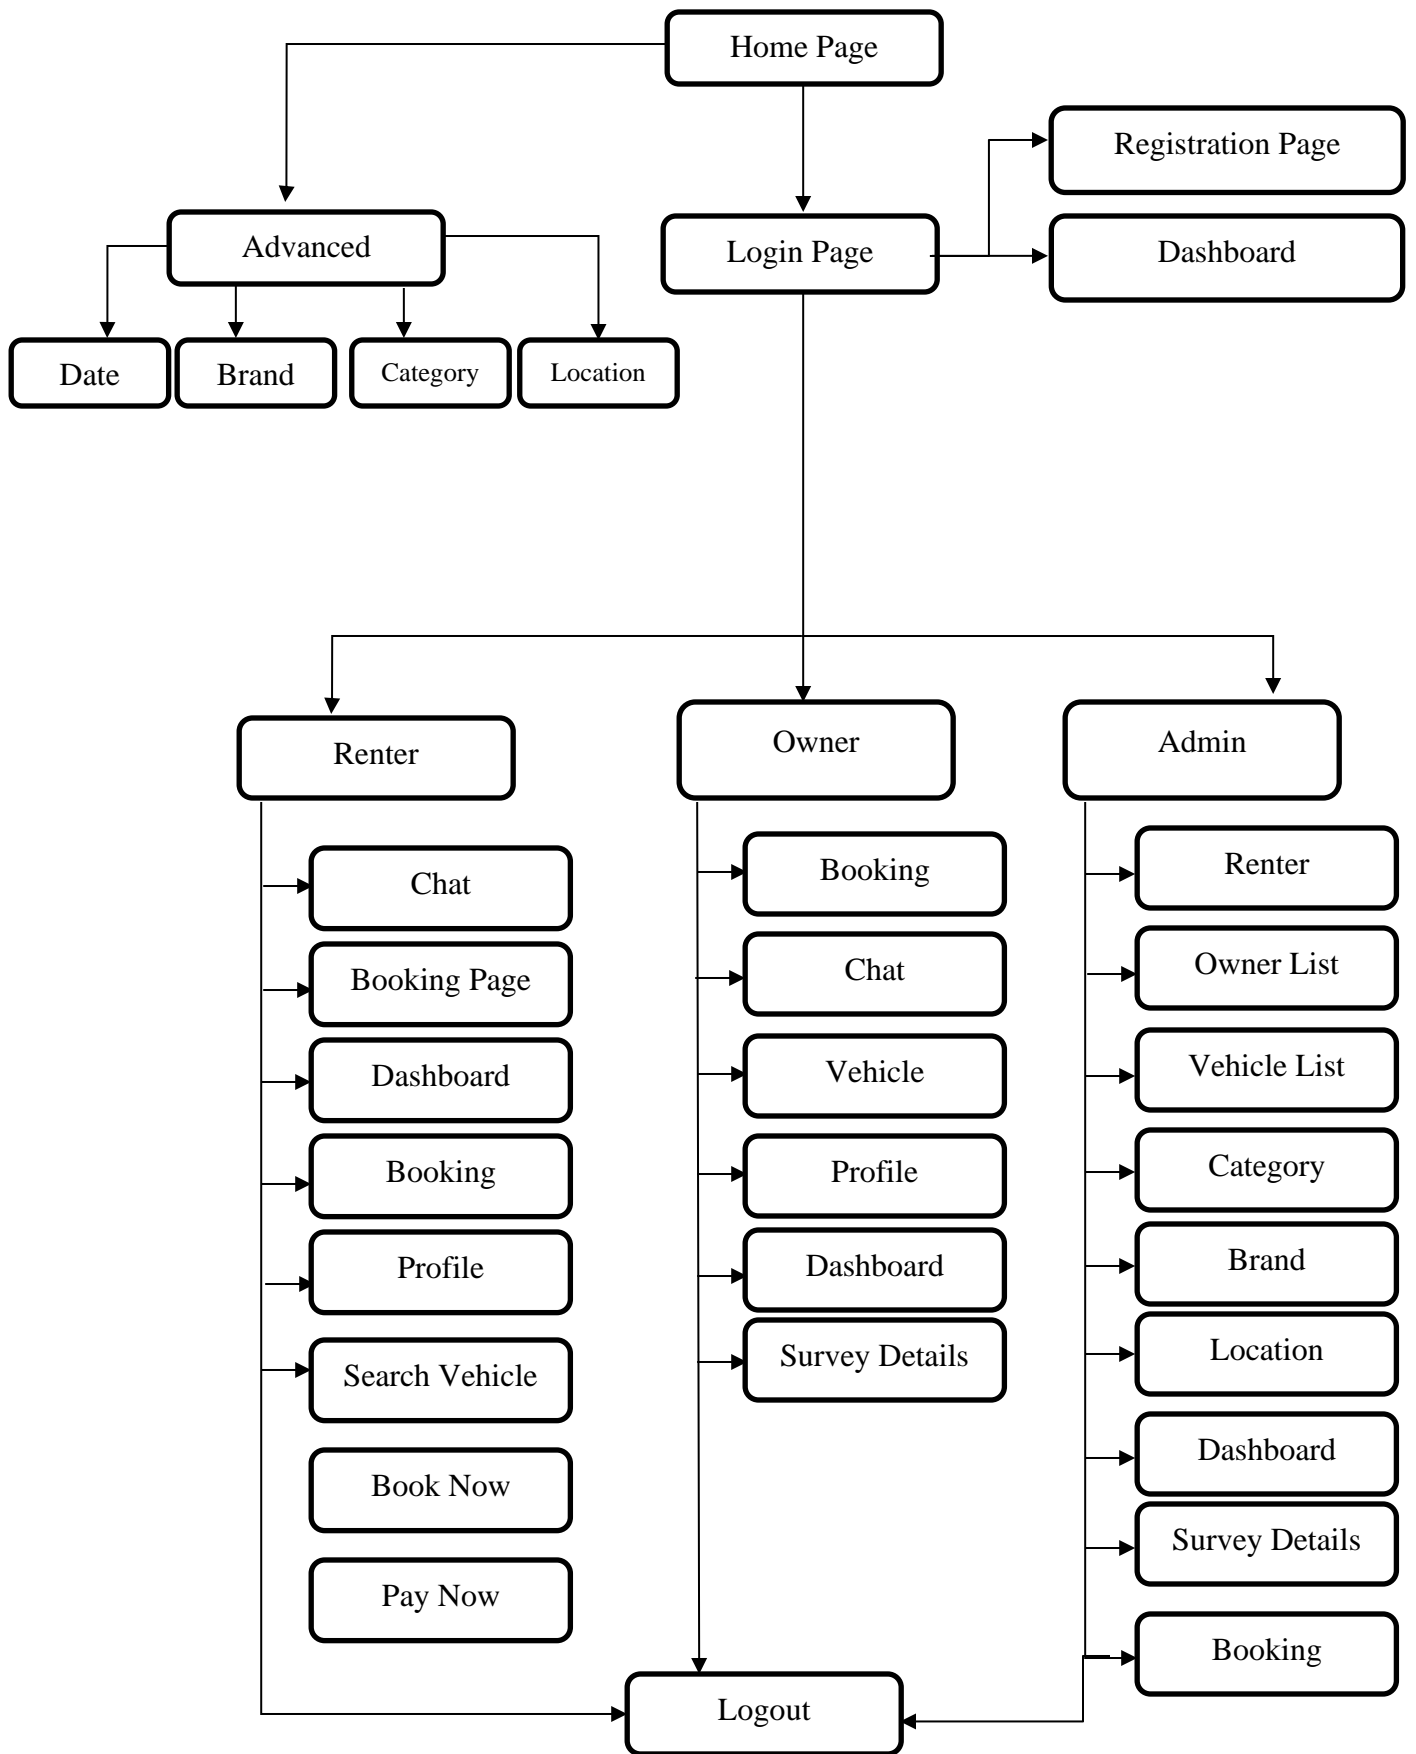 Home Page
Registration Page
Advanced
Login Page
Dashboard
Date
Brand
Category
Location
Renter
Owner
Admin
Chat
Booking Page
Dashboard
Booking
Profile
Search Vehicle
Book Now
Pay Now
Booking
Chat
Vehicle
Profile
Dashboard
Survey Details
Renter
Owner List
Vehicle List
Category
Brand
Location
Dashboard
Survey Details
Booking
Logout